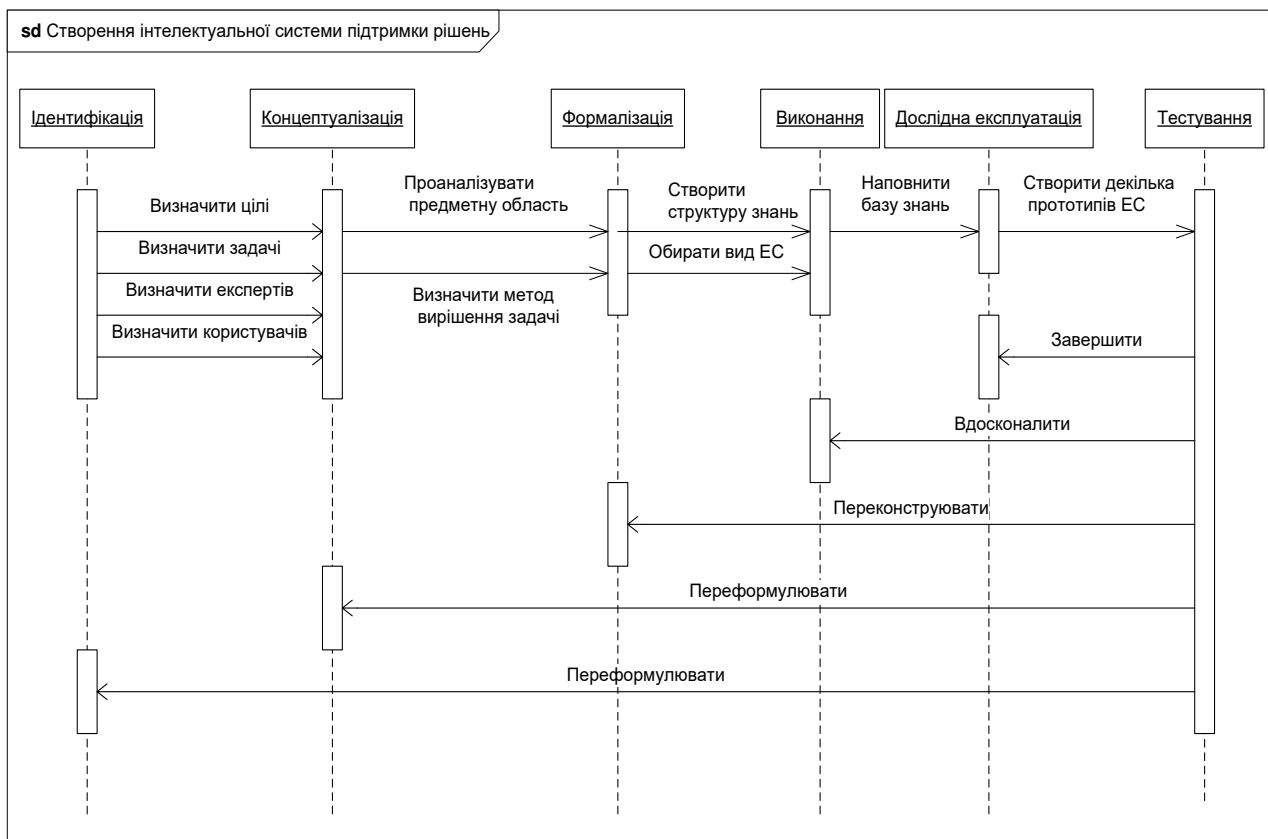 sd Створення інтелектуальної системи підтримки рішень
Ідентифікація
Концептуалізація
Формалізація
Виконання
Дослідна експлуатація
Тестування
Визначити цілі
Визначити задачі
Визначити експертів
Визначити користувачів
Проаналізувати
предметну область
Визначити метод
вирішення задачі
Створити
структуру знань
Обирати вид ЕС
Наповнити
базу знань
Створити декілька
прототипів ЕС
Завершити
Вдосконалити
Переконструювати
Переформулювати
Переформулювати